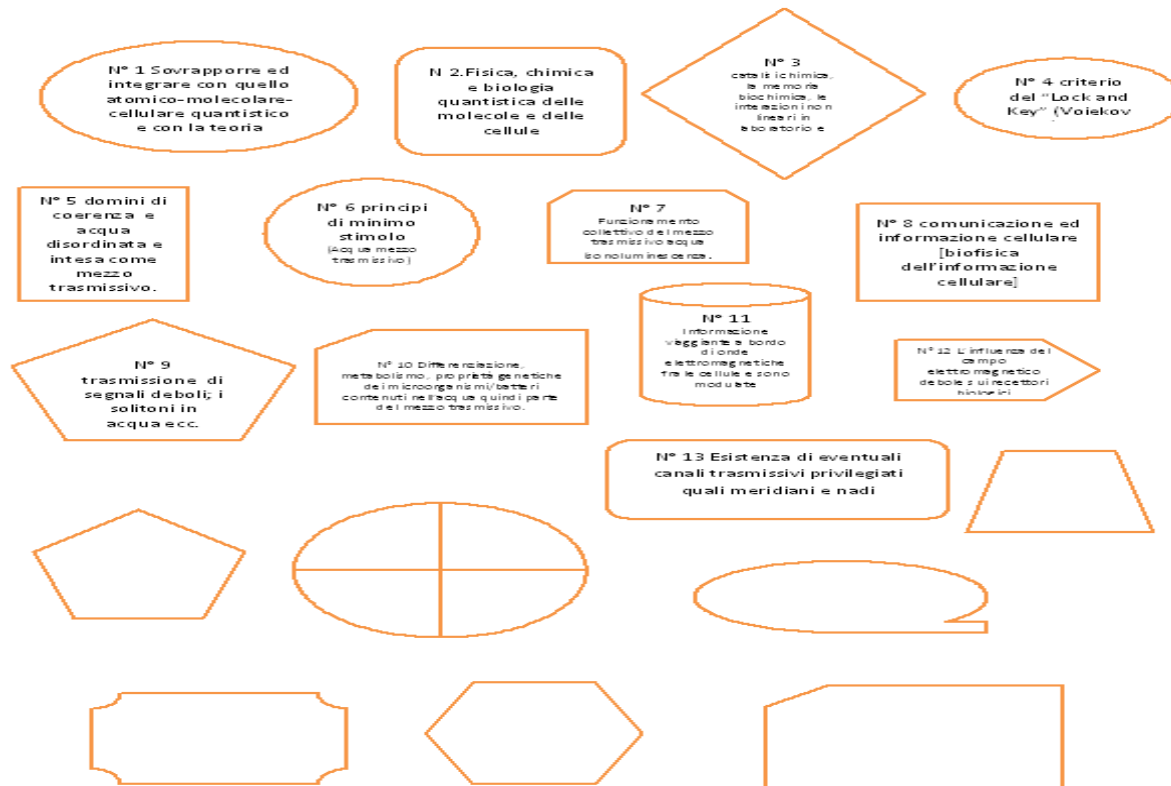 N° 1 Sovrapporre ed
integrare con quello
atomico-molecolare-
cellulare quantistico
e con la teoria
N 2.Fisica, chimica
e biologia
quantistica delle
molecole e delle
cellule
N° 3
catalisi chimica,
la memoria
biochimica, le
interazioni non
lineari in
laboratorio e
N° 4 criterio
del "Lock and
Key" (Voiekov
N° 5 domini di
coerenza e
acqua
disordinata e
intesa come
mezzo
trasmissivo.
N° 6 principi
di minimo
stimolo
(Acqua mezzo
trasmissivo)
N° 7
Funzionamento
collettivo del mezzo
trasmissivo acqua
N° 8 comunicazione ed
informazione cellulare
[biofisica
dell'informazione
cellulare]
N° 9
trasmissione di
segnali deboli; i
solitoni in
acqua ecc.
N° 10 Differenziazione,
metabolismo, proprietà genetiche
dei microorganismi/batteri
contenuti nell'acqua quindi parte
del mezzo trasmissivo.
N° 11
Informazione
viaggiante a bordo
di onde
elettromagnetiche
fra le cellule e sono
modulate
N° 12 L'influenza del
campo
elettromagnetico
debole sui recettori
biologici
N° 13 Esistenza di eventuali
canali trasmissivi privilegiati
quali meridiani e nadi